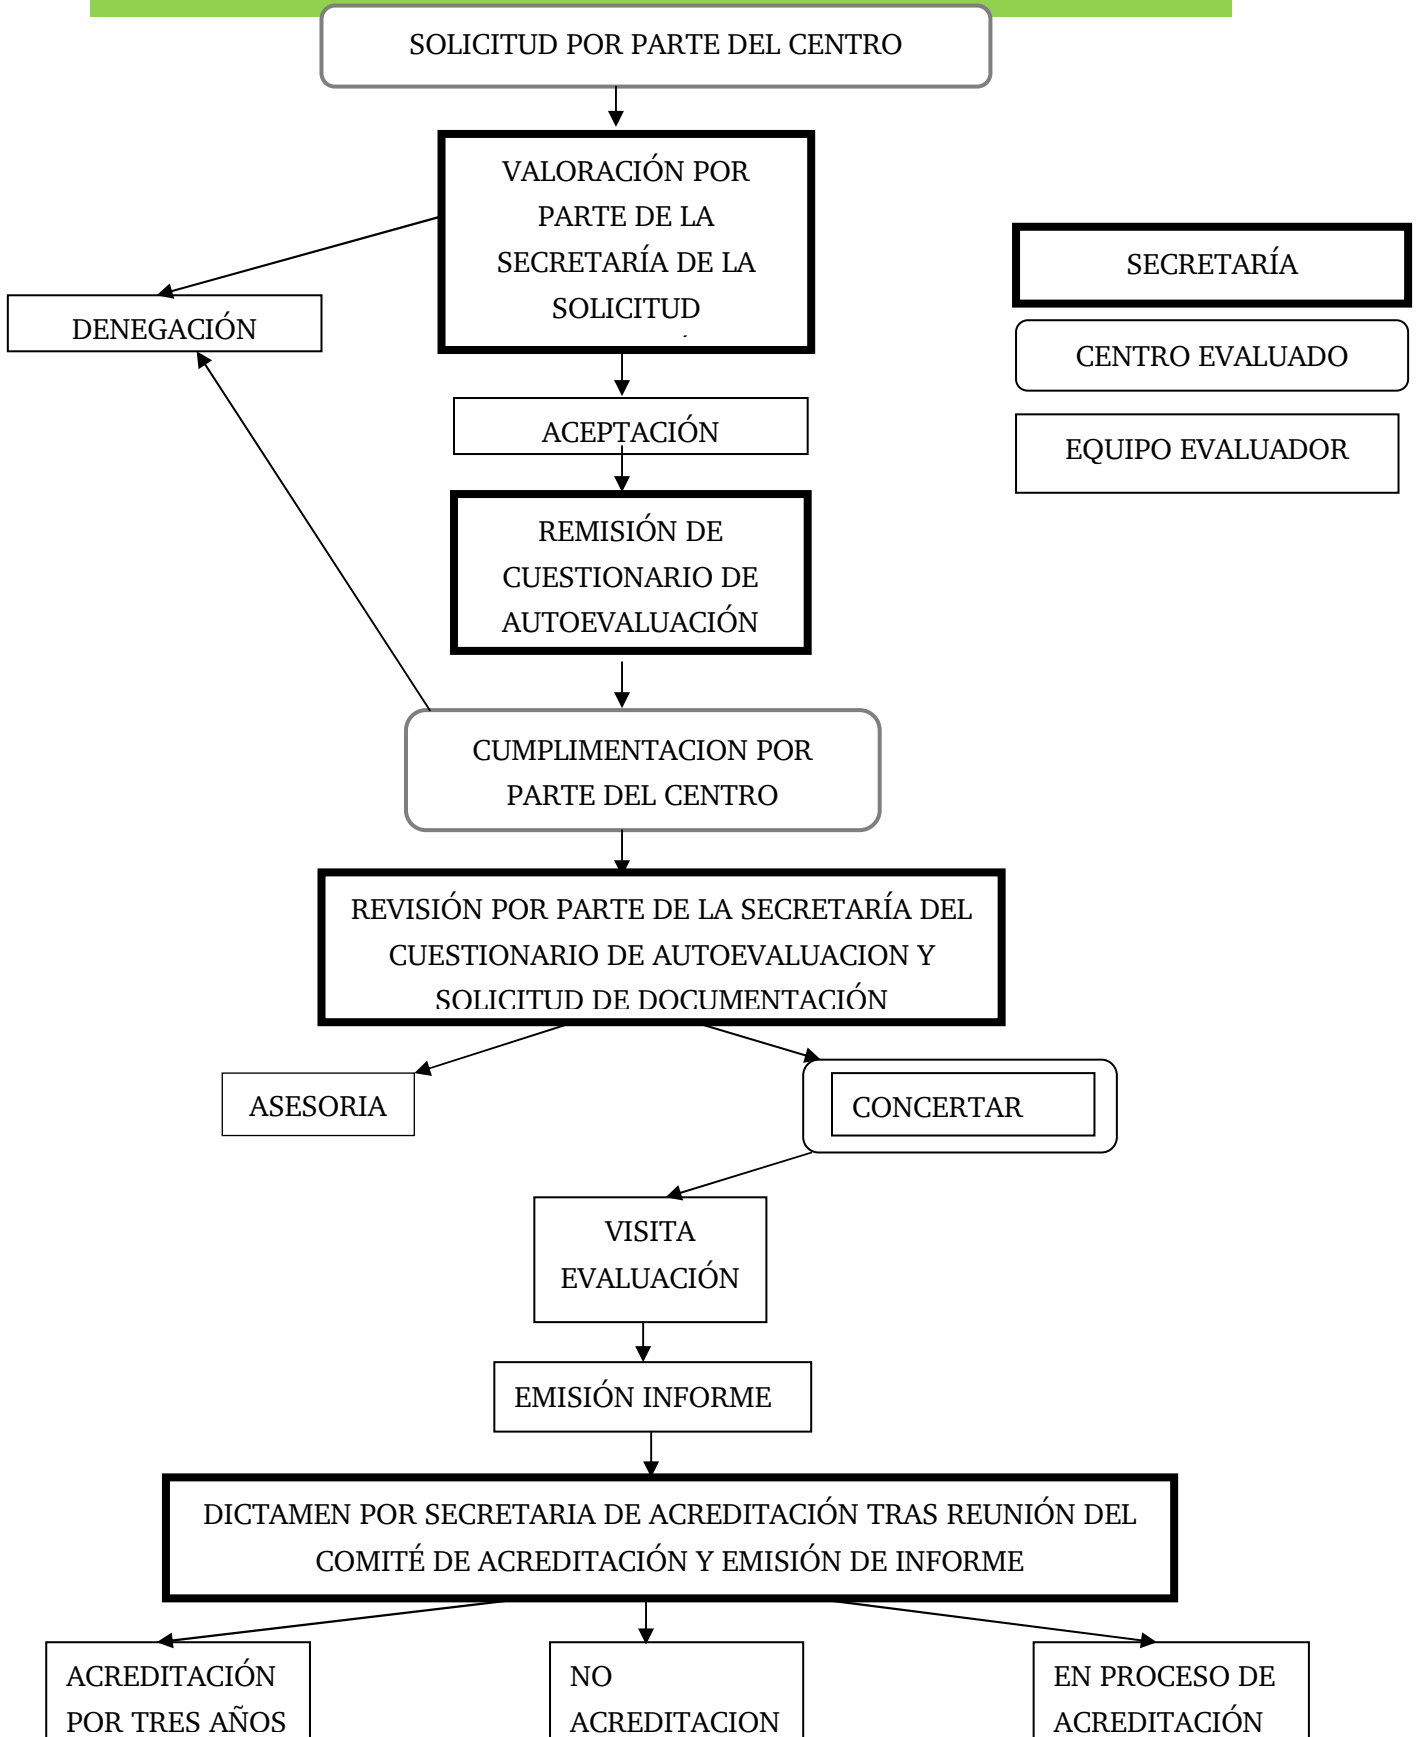 SOLICITUD POR PARTE DEL CENTRO
VALORACIÓN POR
PARTE DE LA
SECRETARÍA DE LA
SOLICITUD
SECRETARÍA
CENTRO EVALUADO
EQUIPO EVALUADOR
DENEGACIÓN
ACEPTACIÓN
REMISIÓN DE
CUESTIONARIO DE
AUTOEVALUACIÓN
CUMPLIMENTACION POR
PARTE DEL CENTRO
REVISIÓN POR PARTE DE LA SECRETARÍA DEL
CUESTIONARIO DE AUTOEVALUACION Y
SOLICITUD DE DOCUMENTACIÓN
ASESORIA
CONCERTAR
VISITA
EVALUACIÓN
EMISIÓN INFORME
DICTAMEN POR SECRETARIA DE ACREDITACIÓN TRAS REUNIÓN DEL
COMITÉ DE ACREDITACIÓN Y EMISIÓN DE INFORME
ACREDITACIÓN
POR TRES AÑOS
NO
ACREDITACION
EN PROCESO DE
ACREDITACIÓN